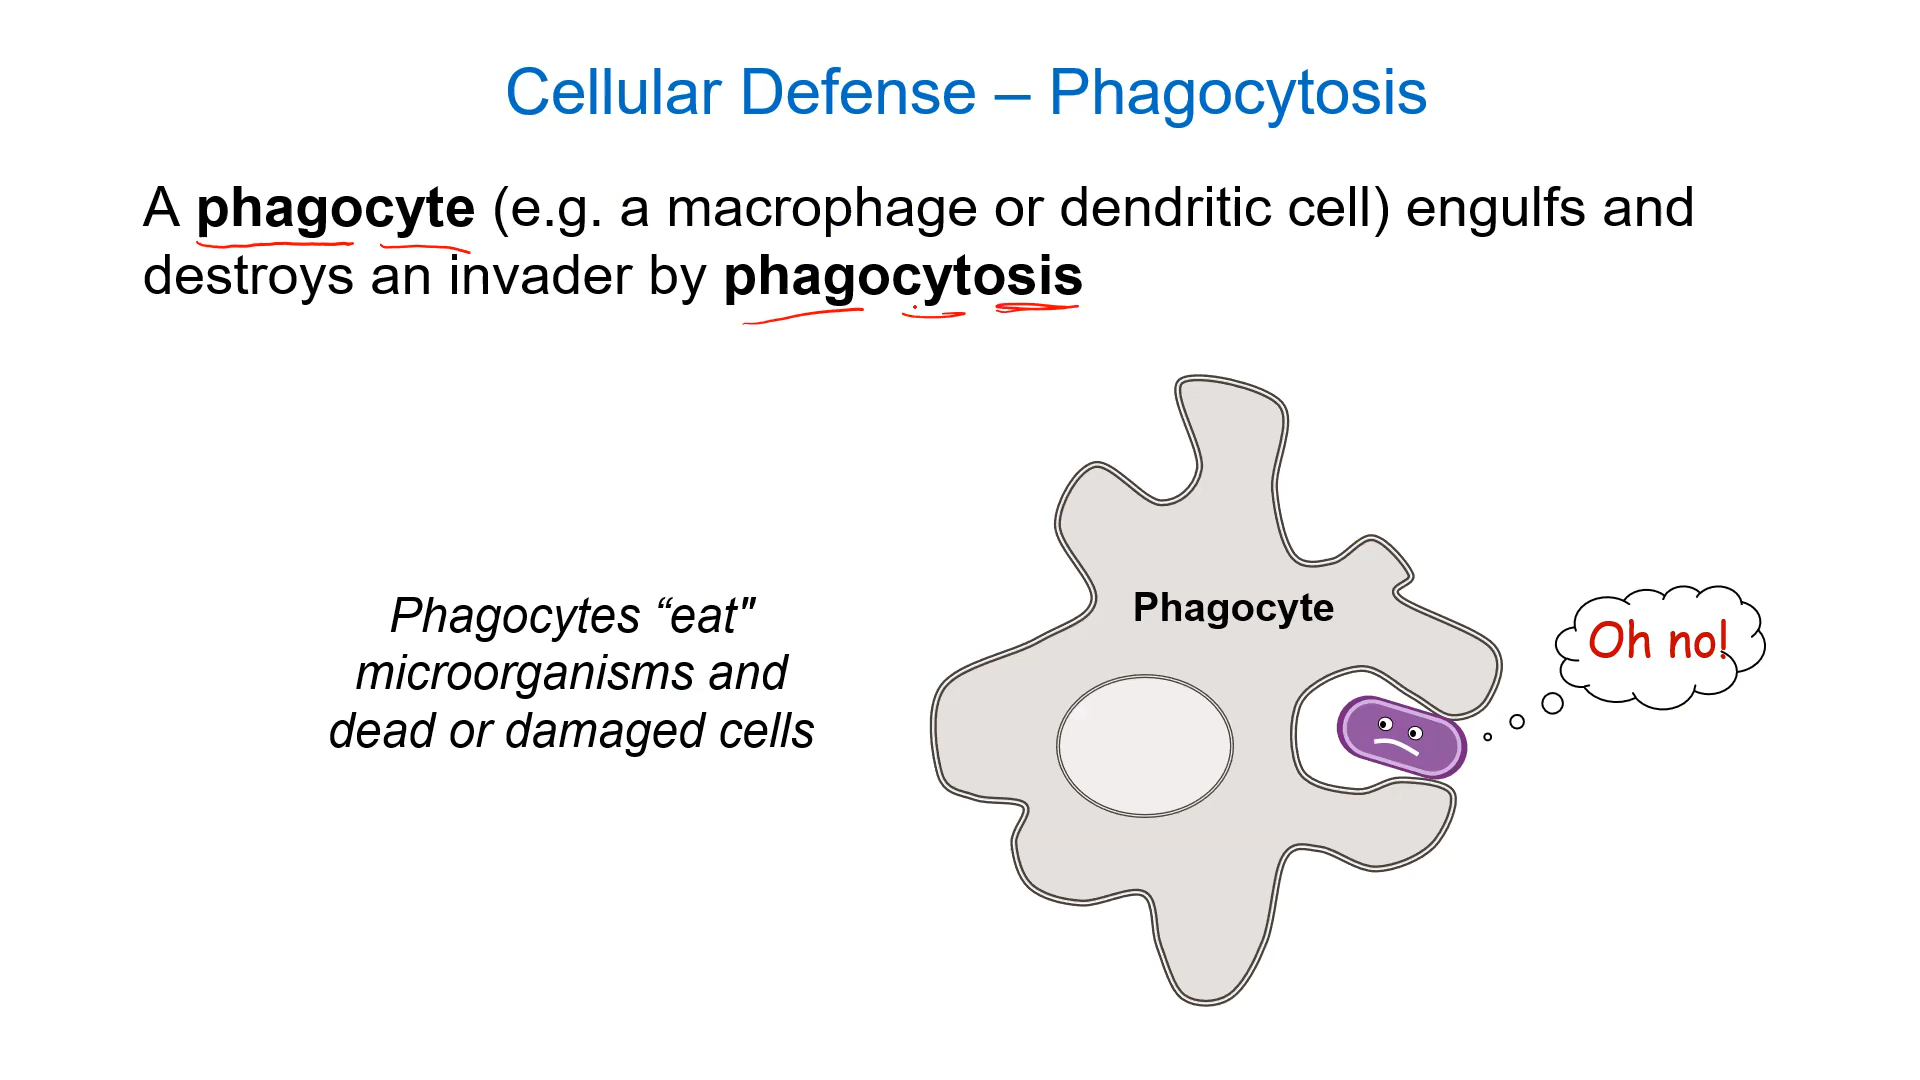 Cellular Defense – Phagocytosis
A phagocyte (e.g. a macrophage or dendritic cell) engulfs and
destroys an invader by phagocytosis
Phagocytes “eat"
microorganisms and
dead or damaged cells
Phagocyte
Oh no!